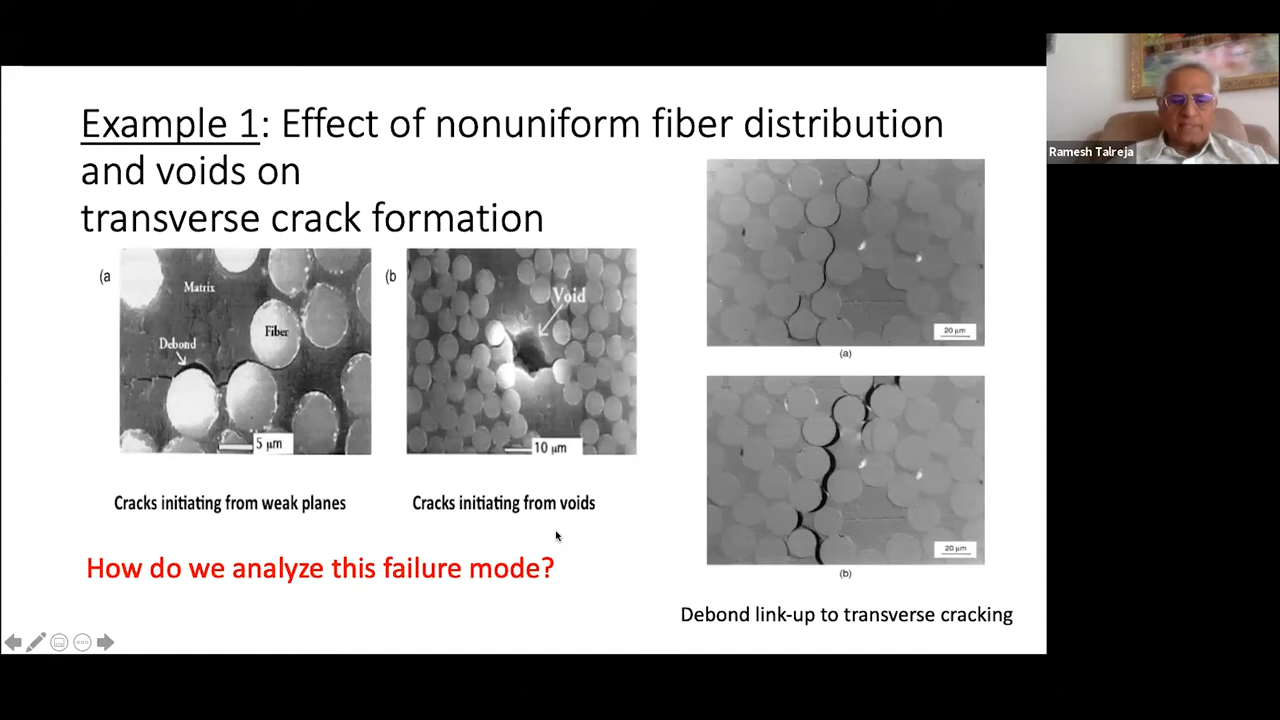 Example 1: Effect of nonuniform fiber distribution
and voids on
transverse crack formation
(a
Matrix
Fiber
Debond
5 µm
(b
Void
10 µm
Cracks initiating from weak planes
Cracks initiating from voids
How do we analyze this failure mode?
20 µm
(a)
20 µm
(b)
Debond link-up to transverse cracking
Ramesh Talreja